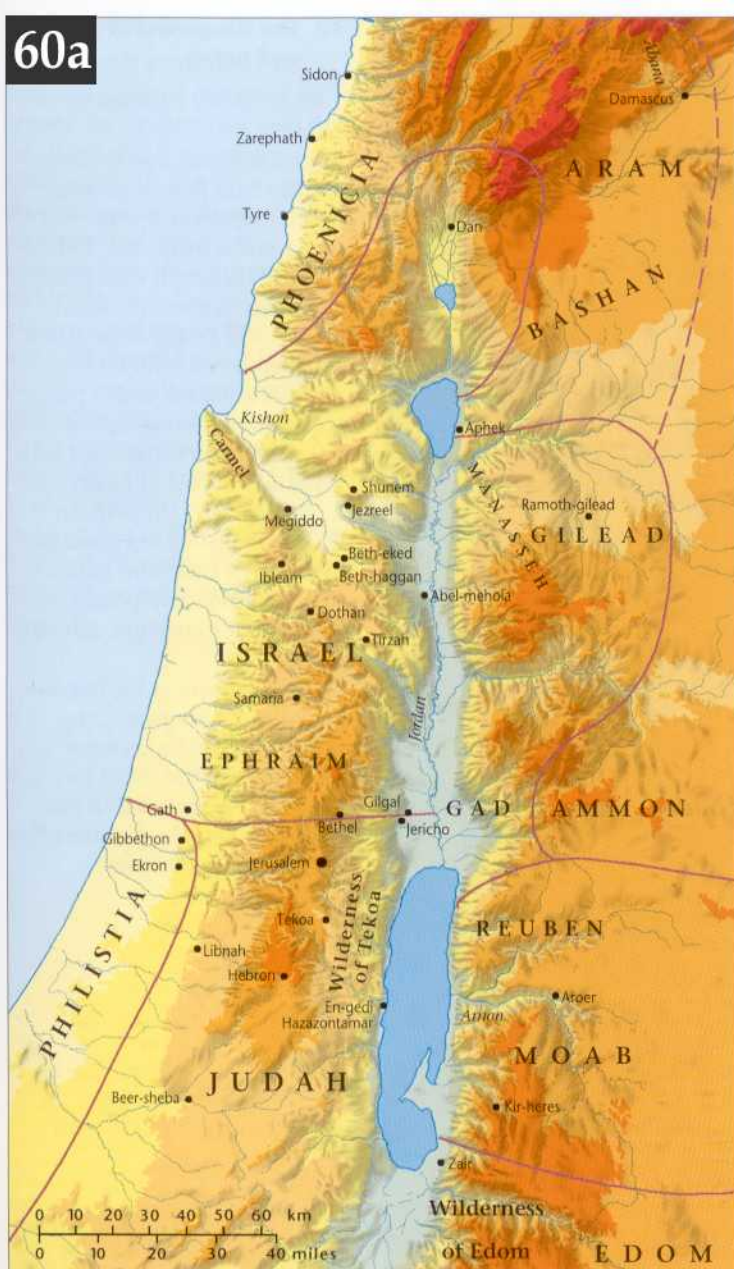 60a
Sidon
Abana
Damascus
Zarephath
ARAM
PHOENICIA
Tyre
Dan
BASHAN
Kishon
Carmel
Aphek
MANASSEH
Shunem
Jezreel
Megiddo
Ramoth-gilead
GILEAD
Beth-eked
Ibleam
Beth-haggan
Abel-mehola
Dothan
ISRAEL
Tirzah
Samaria
Jordan
EPHRAIM
Gath
Gilgal
GAD
AMMON
Bethel
Jericho
Gibbethon
Ekron
Jerusalem
Wilderness
of Tekoa
PHILISTIA
Tekoa
REUBEN
Libnah
Hebron
En-gedi
Hazazontamar
Arnon
Aroer
MOAB
JUDAH
Beer-sheba
Kir-heres
Zair
0 10 20 30 40 50 60 km
0 10 20 30 40 miles
Wilderness
of Edom
EDOM